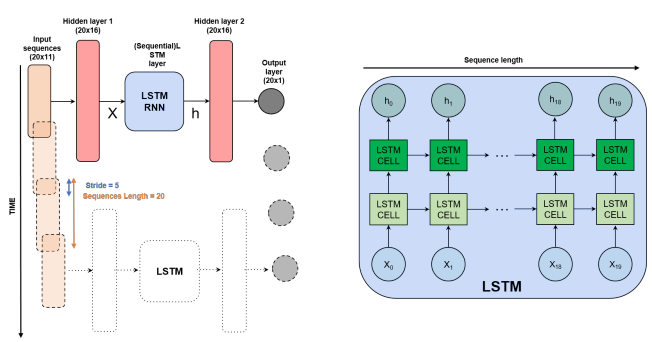 Hidden layer 1
(20x16)
Hidden layer 2
(20x16)
Input
sequences
(20x11)
(Sequential)L
STM
layer
Output
layer
(20x1)
LSTM
RNN
X
h
Stride = 5
Sequences Length = 20
TIME
LSTM
Sequence length
h0
h1
h18
h19
LSTM
CELL
LSTM
CELL
...
LSTM
CELL
LSTM
CELL
LSTM
CELL
LSTM
CELL
...
LSTM
CELL
LSTM
CELL
X0
X1
X18
X19
LSTM